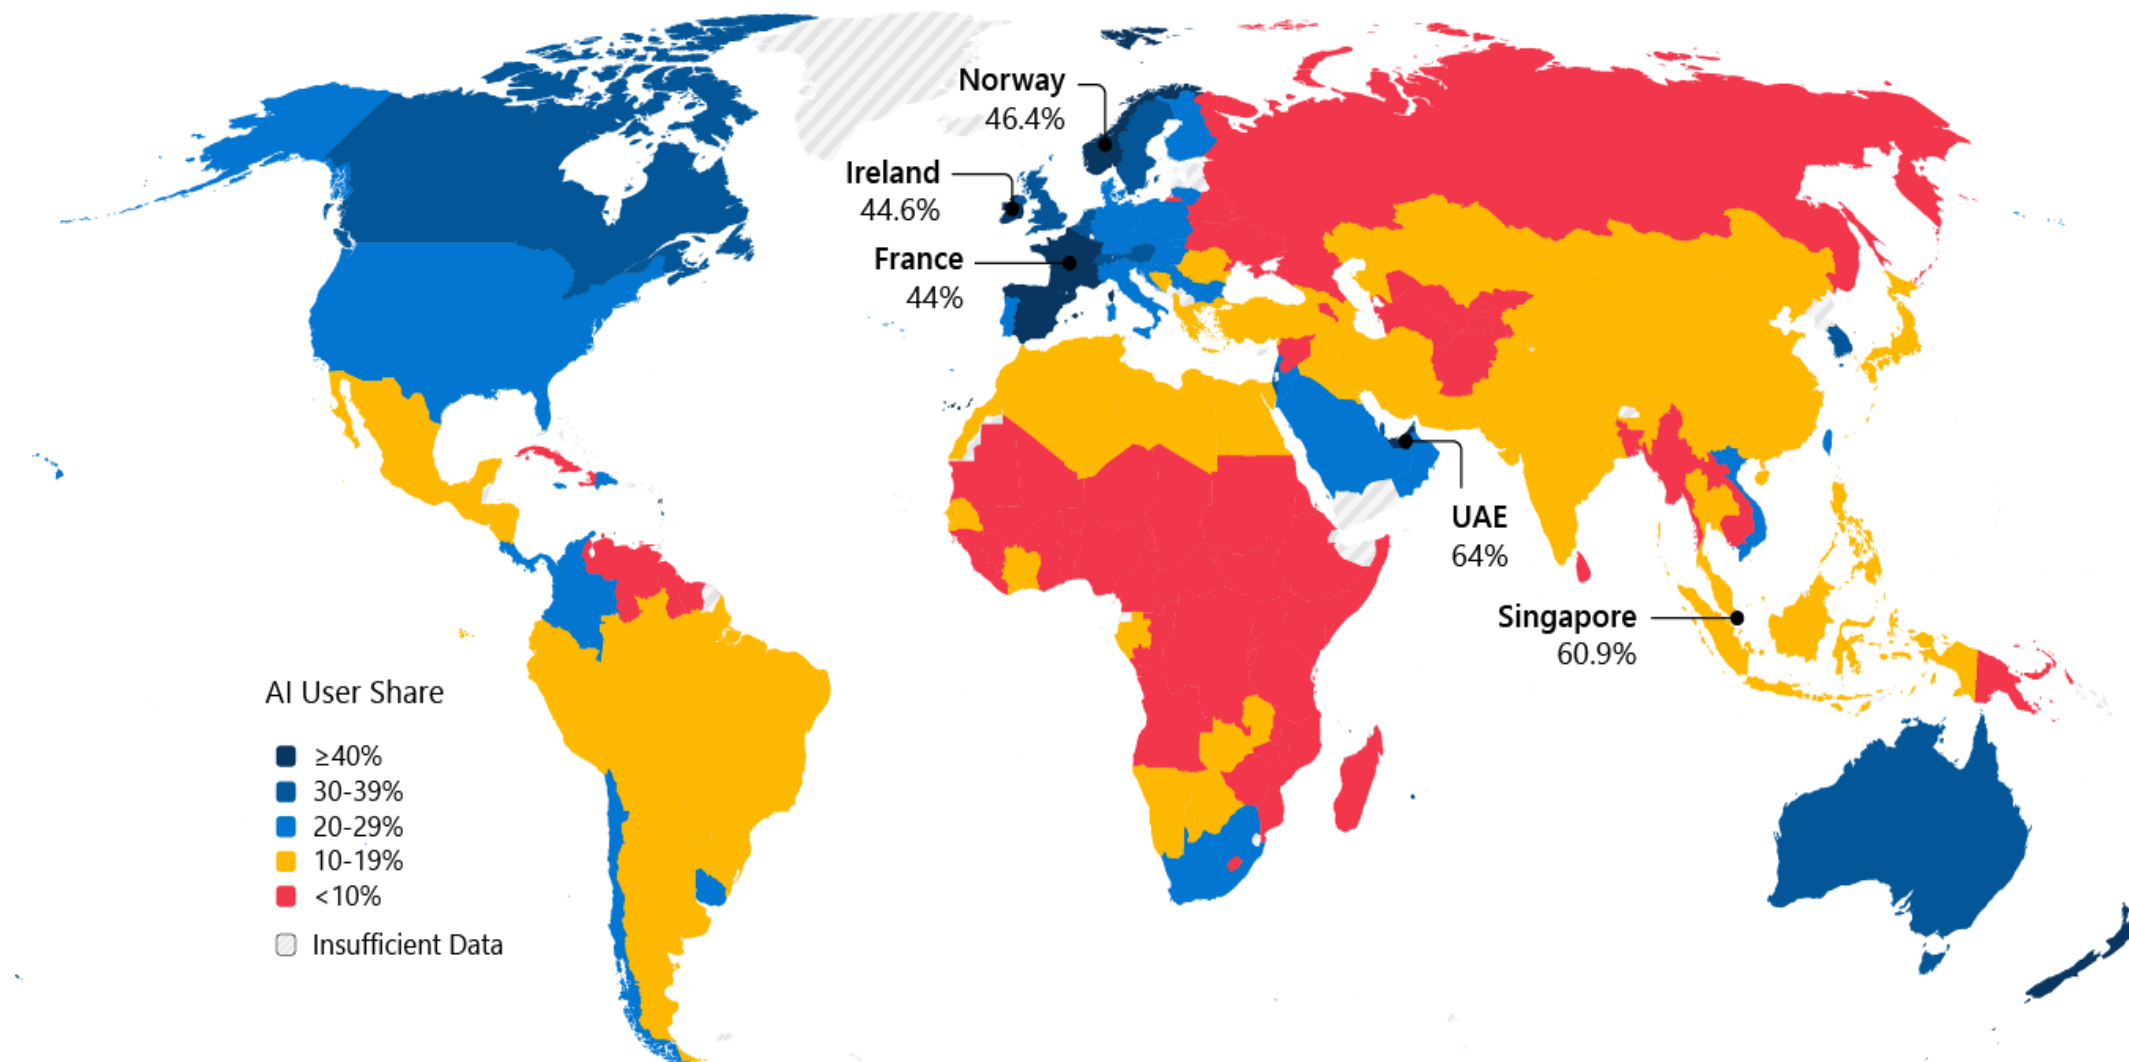 Norway
46.4%
Ireland
44.6%
France
44%
UAE
64%
Singapore
60.9%
AI User Share
≥40%
30-39%
20-29%
10-19%
<10%
Insufficient Data